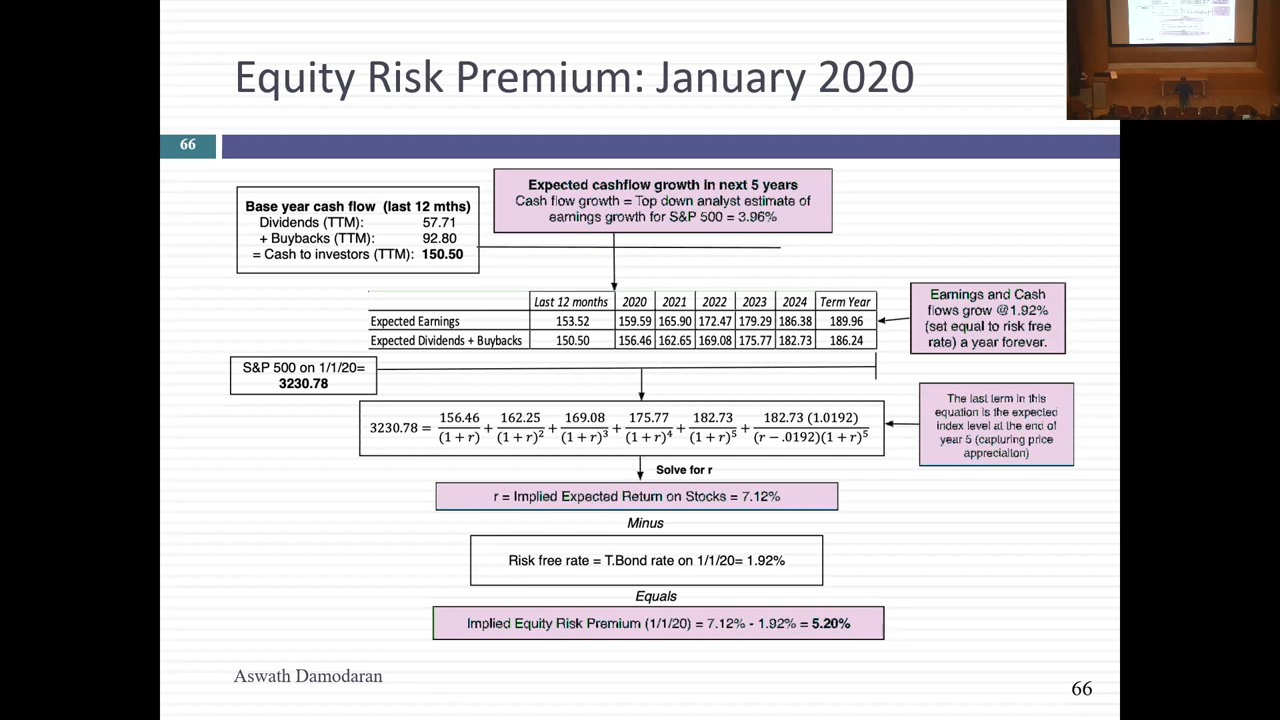 Equity Risk Premium: January 2020
66
Base year cash flow (last 12 mths)
Dividends (TTM): 57.71
+ Buybacks (TTM): 92.80
= Cash to investors (TTM): 150.50
Expected cashflow growth in next 5 years
Cash flow growth = Top down analyst estimate of
earnings growth for S&P 500 = 3.96%
Last 12 months 2020 2021 2022 2023 2024 Term Year
Expected Earnings 153.52 159.59 165.90 172.47 179.29 186.38 189.96
Expected Dividends + Buybacks 150.50 156.46 162.65 169.08 175.77 182.73 186.24
Earnings and Cash
flows grow @1.92%
(set equal to risk free
rate) a year forever.
S&P 500 on 1/1/20=
3230.78
3230.78 = 156.46/(1 + r) + 162.25/(1 + r)² + 169.08/(1 + r)³ + 175.77/(1 + r)⁴ + 182.73/(1 + r)⁵ + 182.73 (1.0192)/(r − .0192)(1 + r)⁵
The last term in this
equation is the expected
index level at the end of
year 5 (capturing price
appreciation)
Solve for r
r = Implied Expected Return on Stocks = 7.12%
Minus
Risk free rate = T.Bond rate on 1/1/20= 1.92%
Equals
Implied Equity Risk Premium (1/1/20) = 7.12% - 1.92% = 5.20%
Aswath Damodaran
66